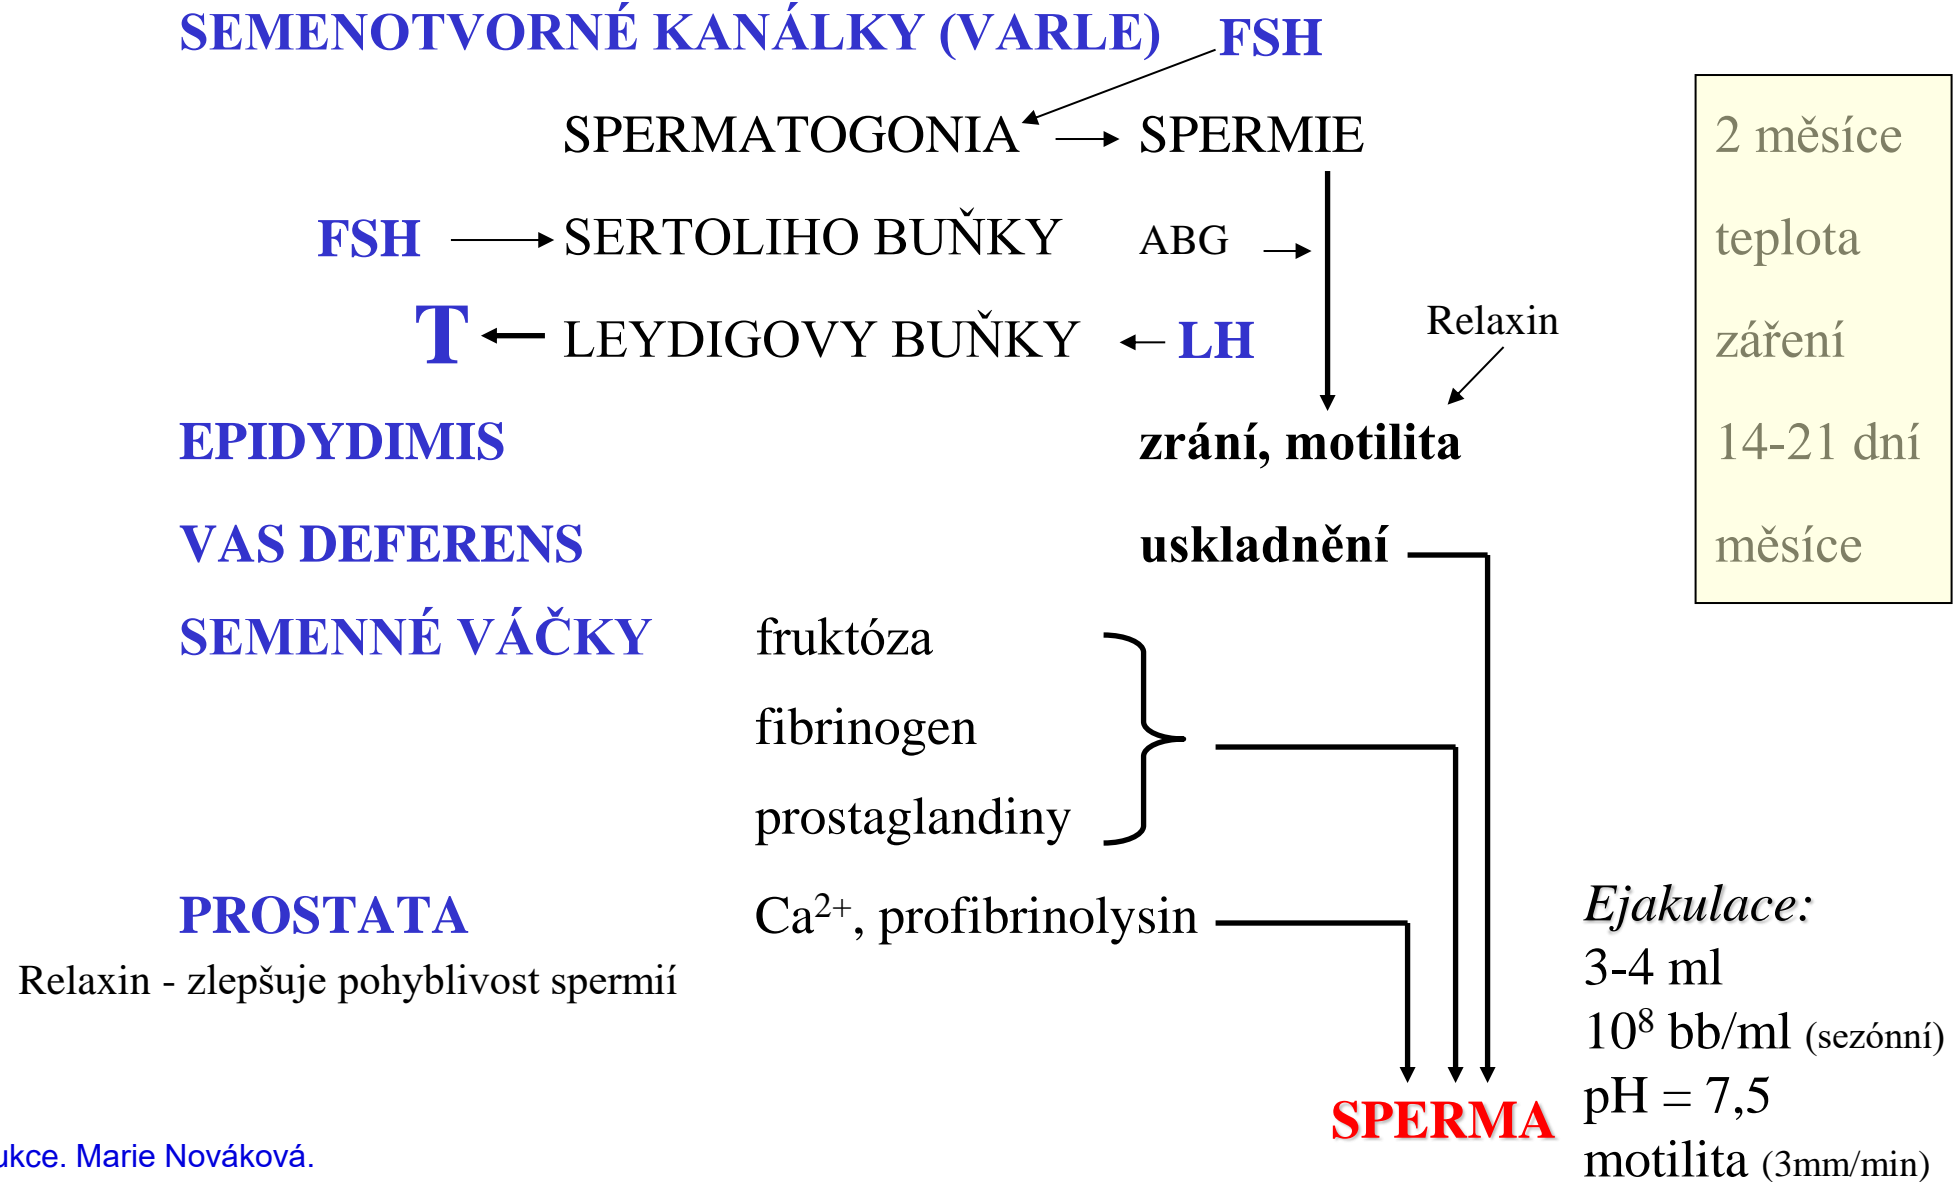 SEMENOTVORNÉ KANÁLKY (VARLE) FSH
SPERMATOGONIA SPERMIE 2 měsíce
FSH SERTOLIHO BUŇKY ABG teplota
T LEYDIGOVY BUŇKY LH Relaxin záření
EPIDYDIMIS zrání, motilita 14-21 dní
VAS DEFERENS uskladnění měsíce
SEMENNÉ VÁČKY fruktóza
fibrinogen
prostaglandiny
PROSTATA Ca²⁺, profibrinolysin Ejakulace:
Relaxin - zlepšuje pohyblivost spermií 3-4 ml
10⁸ bb/ml (sezónní)
SPERMA pH = 7,5
ukce. Marie Nováková. motilita (3mm/min)